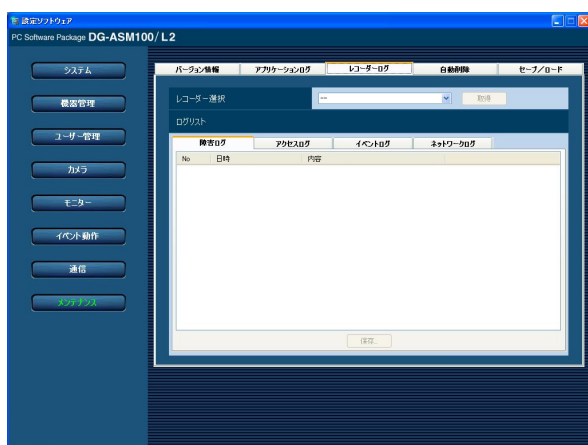 設定ソフトウェア
PC Software Package DG-ASM100/L2
システム
機器管理
ユーザー管理
カメラ
モニター
イベント動作
通信
メンテナンス
バージョン情報 アプリケーションログ レコーダーログ 自動削除 セーブ/ロード
レコーダー選択 --- 取得
ログリスト
障害ログ アクセスログ イベントログ ネットワークログ
No 日時 内容
保存...